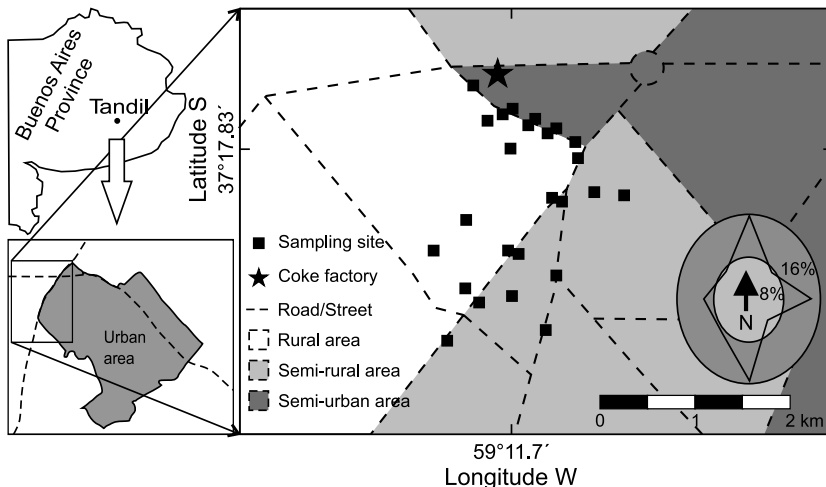 Buenos Aires
Province
Tandil
Urban
area
Latitude S
37°17.83´
Sampling site
Coke factory
Road/Street
Rural area
Semi-rural area
Semi-urban area
16%
8%
N
0
1
2 km
59°11.7´
Longitude W